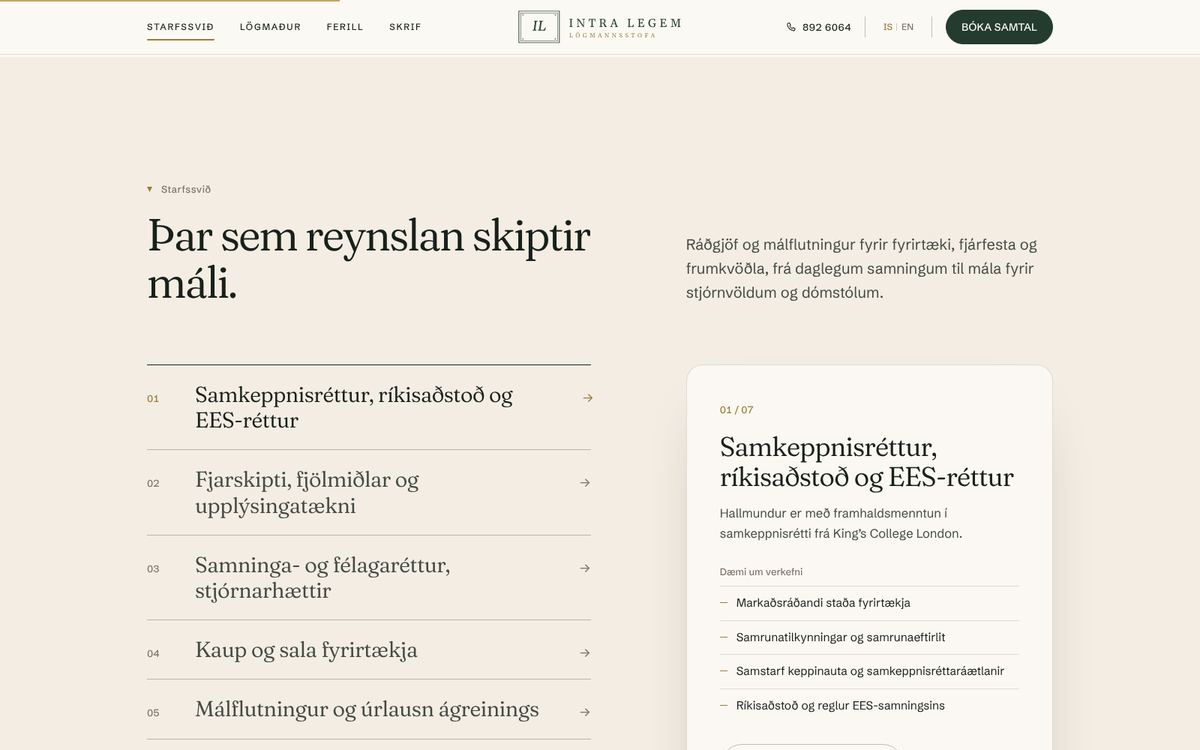 STARFSSVIÐ
LÖGMAÐUR
FERILL
SKRIF
IL
INTRA LEGEM
LÖGMANNSSTOFA
892 6064
IS | EN
BÓKA SAMTAL
Starfssvið
Þar sem reynslan skiptir
máli.
Ráðgjöf og málflutningur fyrir fyrirtæki, fjárfesta og
frumkvöðla, frá daglegum samningum til mála fyrir
stjórnvöldum og dómstólum.
01 Samkeppnisréttur, ríkisaðstoð og
EES-réttur
02 Fjarskipti, fjölmiðlar og
upplýsingatækni
03 Samninga- og félagaréttur,
stjórnarhættir
04 Kaup og sala fyrirtækja
05 Málflutningur og úrlausn ágreinings
01 / 07
Samkeppnisréttur,
ríkisaðstoð og EES-réttur
Hallmundur er með framhaldsmenntun í
samkeppnisrétti frá King's College London.
Dæmi um verkefni
— Markaðsráðandi staða fyrirtækja
— Samrunatilkynningar og samrunaeftirlit
— Samstarf keppinauta og samkeppnisréttaráætlanir
— Ríkisaðstoð og reglur EES-samningsins